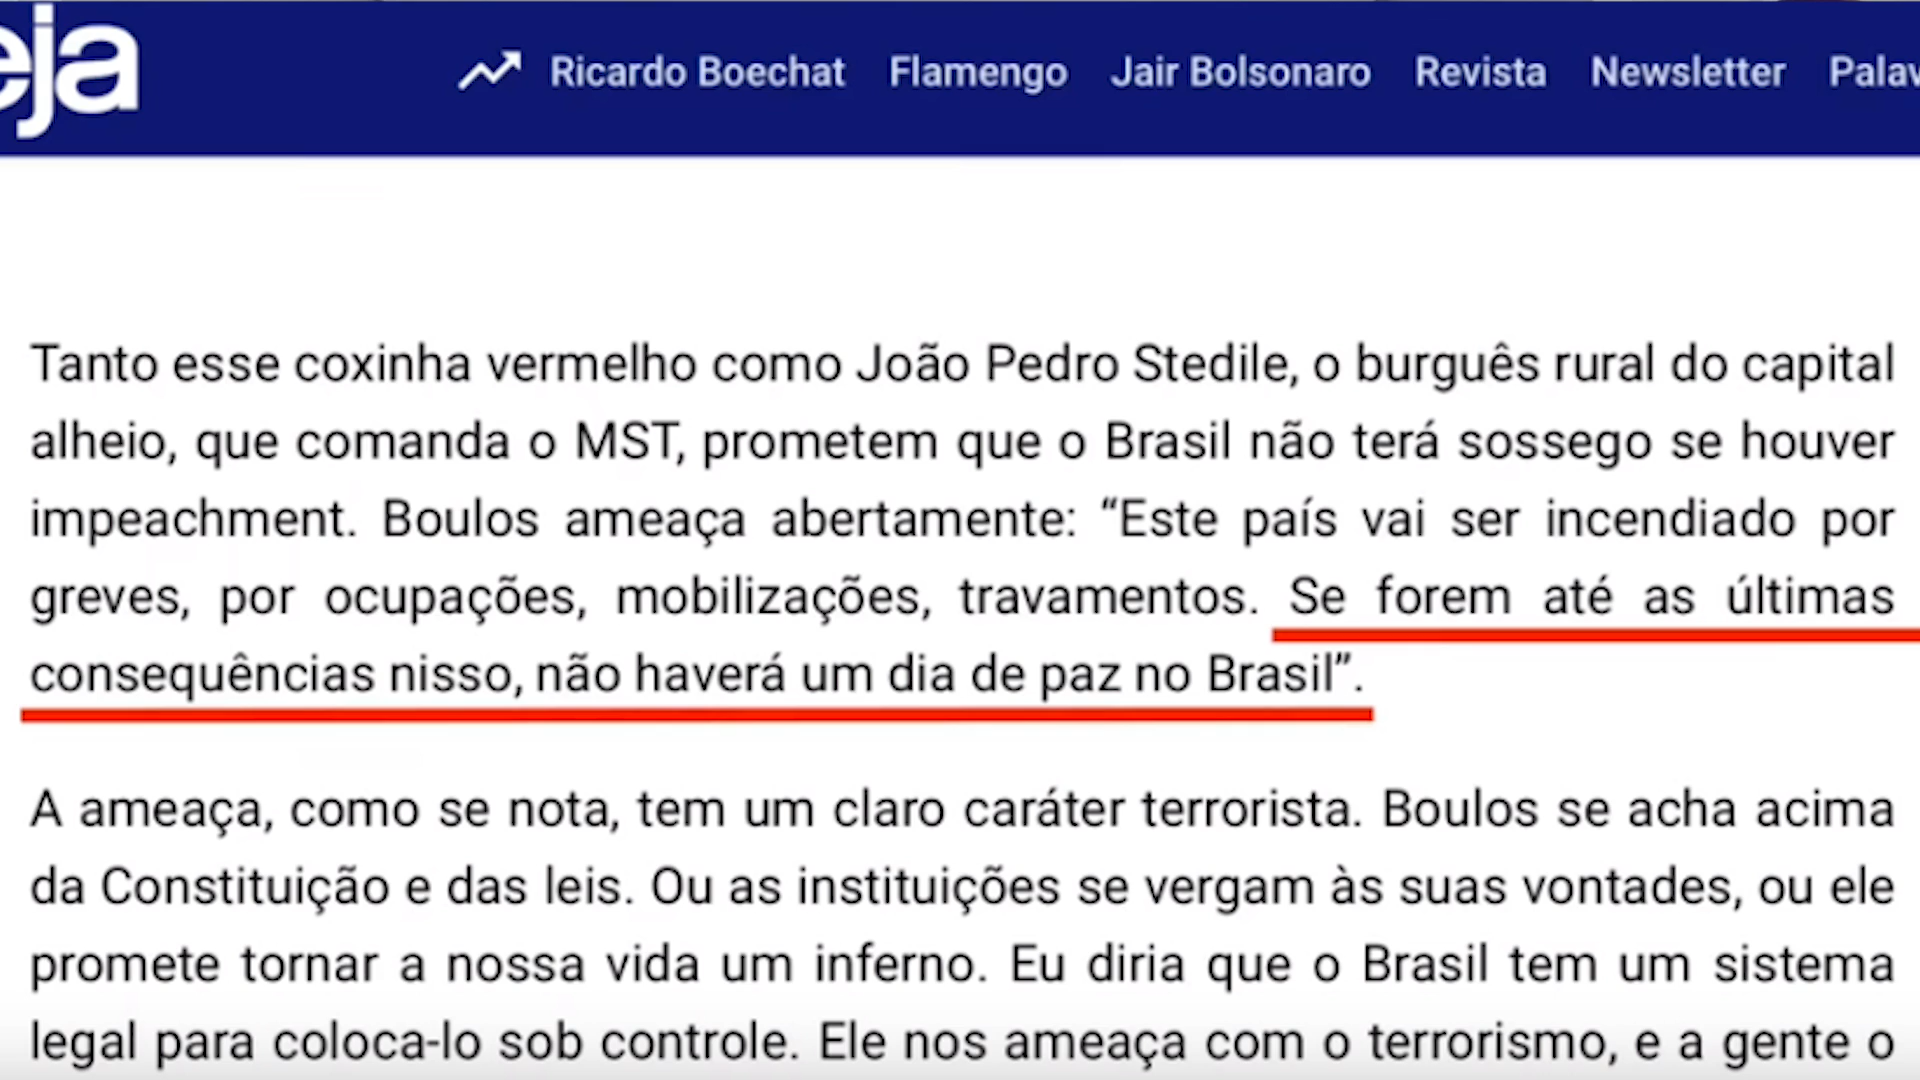 eja
Ricardo Boechat Flamengo Jair Bolsonaro Revista Newsletter Palav
Tanto esse coxinha vermelho como João Pedro Stedile, o burguês rural do capital
alheio, que comanda o MST, prometem que o Brasil não terá sossego se houver
impeachment. Boulos ameaça abertamente: “Este país vai ser incendiado por
greves, por ocupações, mobilizações, travamentos. Se forem até as últimas
consequências nisso, não haverá um dia de paz no Brasil”.
A ameaça, como se nota, tem um claro caráter terrorista. Boulos se acha acima
da Constituição e das leis. Ou as instituições se vergam às suas vontades, ou ele
promete tornar a nossa vida um inferno. Eu diria que o Brasil tem um sistema
legal para coloca-lo sob controle. Ele nos ameaça com o terrorismo, e a gente o